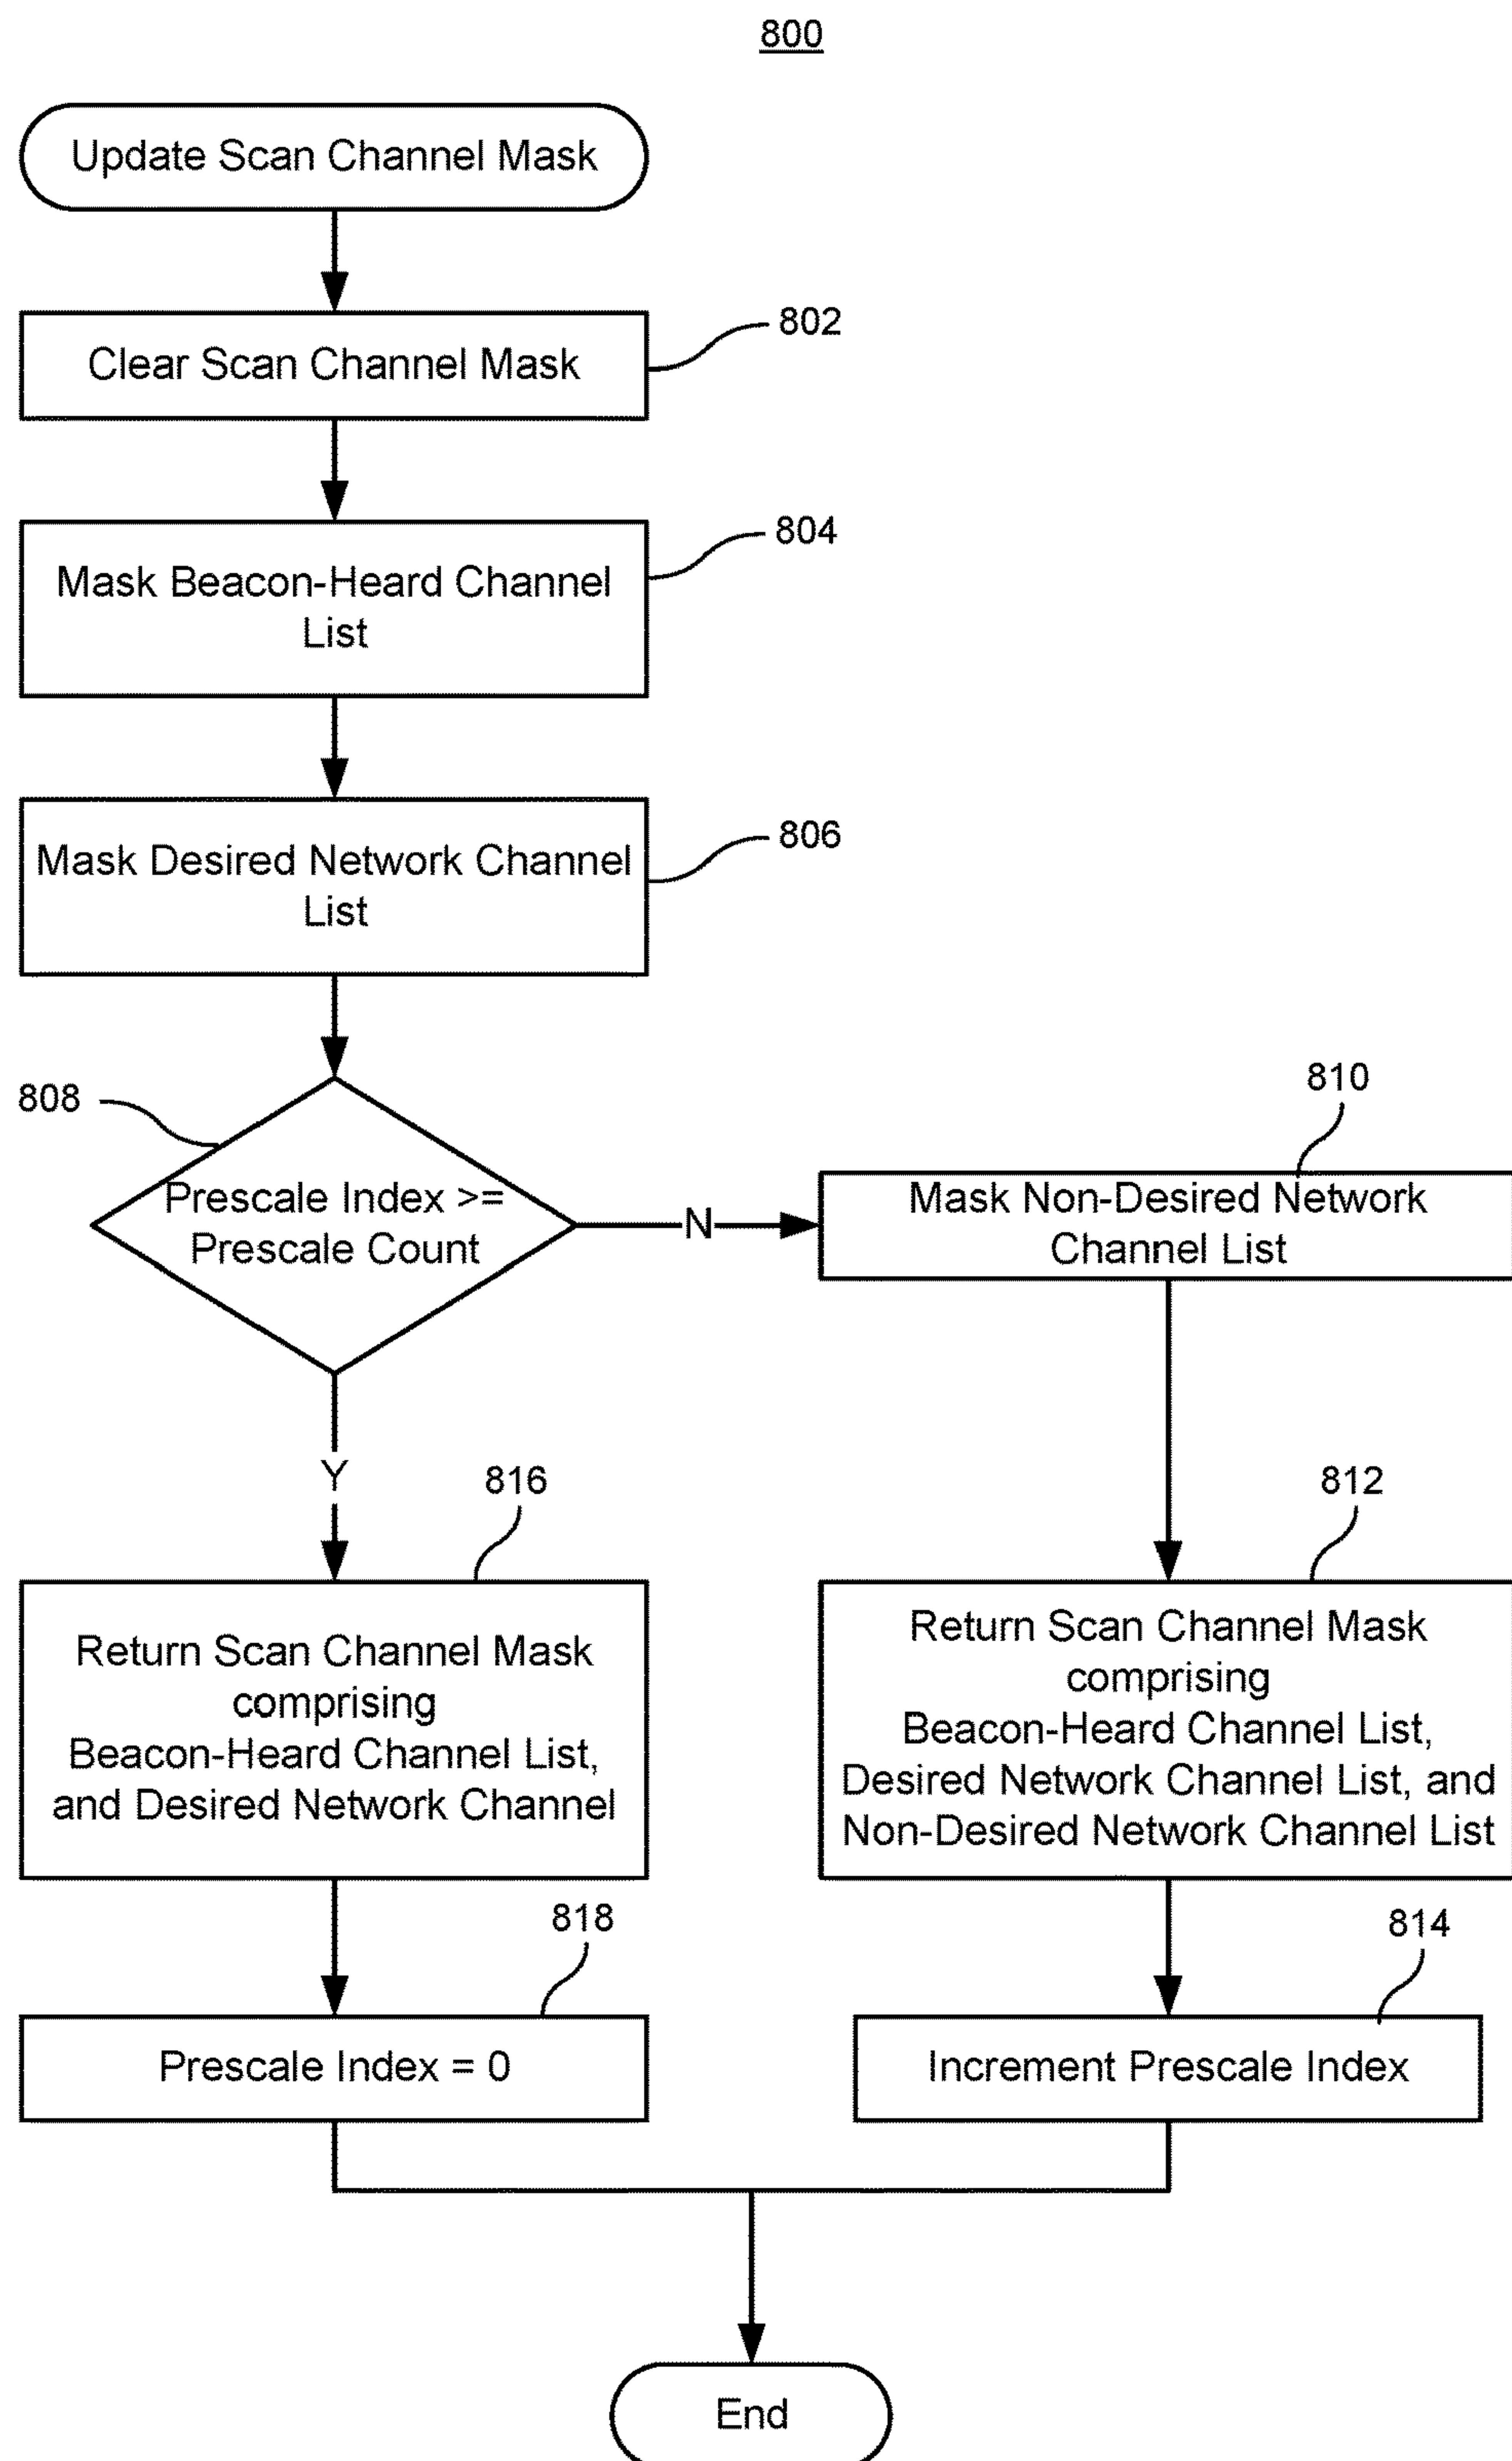 800
Update Scan Channel Mask
802
Clear Scan Channel Mask
804
Mask Beacon-Heard Channel
List
806
Mask Desired Network Channel
List
808
Prescale Index >=
Prescale Count
N
810
Mask Non-Desired Network
Channel List
Y
816
Return Scan Channel Mask
comprising
Beacon-Heard Channel List,
and Desired Network Channel
812
Return Scan Channel Mask
comprising
Beacon-Heard Channel List,
Desired Network Channel List, and
Non-Desired Network Channel List
818
Prescale Index = 0
814
Increment Prescale Index
End